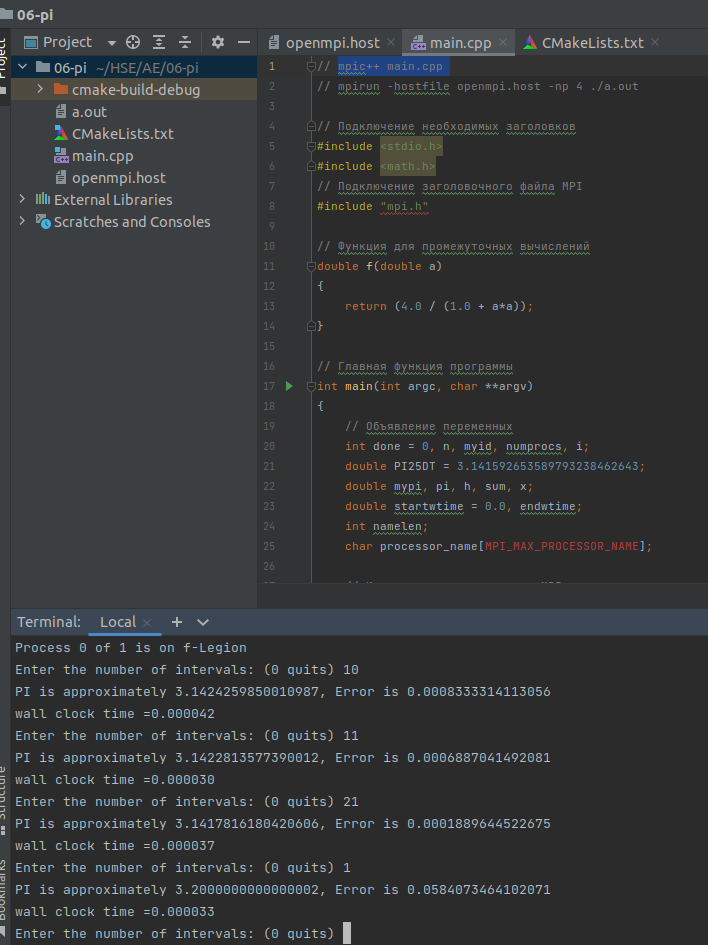 06-pi
Project
06-pi ~/HSE/AE/06-pi
cmake-build-debug
a.out
CMakeLists.txt
main.cpp
openmpi.host
External Libraries
Scratches and Consoles
Project
openmpi.host
main.cpp
CMakeLists.txt
1 // mpic++ main.cpp
2 // mpirun -hostfile openmpi.host -np 4 ./a.out
3
4 // Подключение необходимых заголовков
5 #include <stdio.h>
6 #include <math.h>
7 // Подключение заголовочного файла MPI
8 #include "mpi.h"
9
10 // Функция для промежуточных вычислений
11 double f(double a)
12 {
13 return (4.0 / (1.0 + a*a));
14 }
15
16 // Главная функция программы
17 int main(int argc, char **argv)
18 {
19 // Объявление переменных
20 int done = 0, n, myid, numprocs, i;
21 double PI25DT = 3.141592653589793238462643;
22 double mypi, pi, h, sum, x;
23 double startwtime = 0.0, endwtime;
24 int namelen;
25 char processor_name[MPI_MAX_PROCESSOR_NAME];
26
Terminal: Local
Process 0 of 1 is on f-Legion
Enter the number of intervals: (0 quits) 10
PI is approximately 3.1424259850010987, Error is 0.0008333314113056
wall clock time =0.000042
Enter the number of intervals: (0 quits) 11
PI is approximately 3.1422813577390012, Error is 0.0006887041492081
wall clock time =0.000030
Enter the number of intervals: (0 quits) 21
PI is approximately 3.1417816180420606, Error is 0.0001889644522675
wall clock time =0.000037
Enter the number of intervals: (0 quits) 1
PI is approximately 3.2000000000000002, Error is 0.0584073464102071
wall clock time =0.000033
Enter the number of intervals: (0 quits)
Structure
Bookmarks